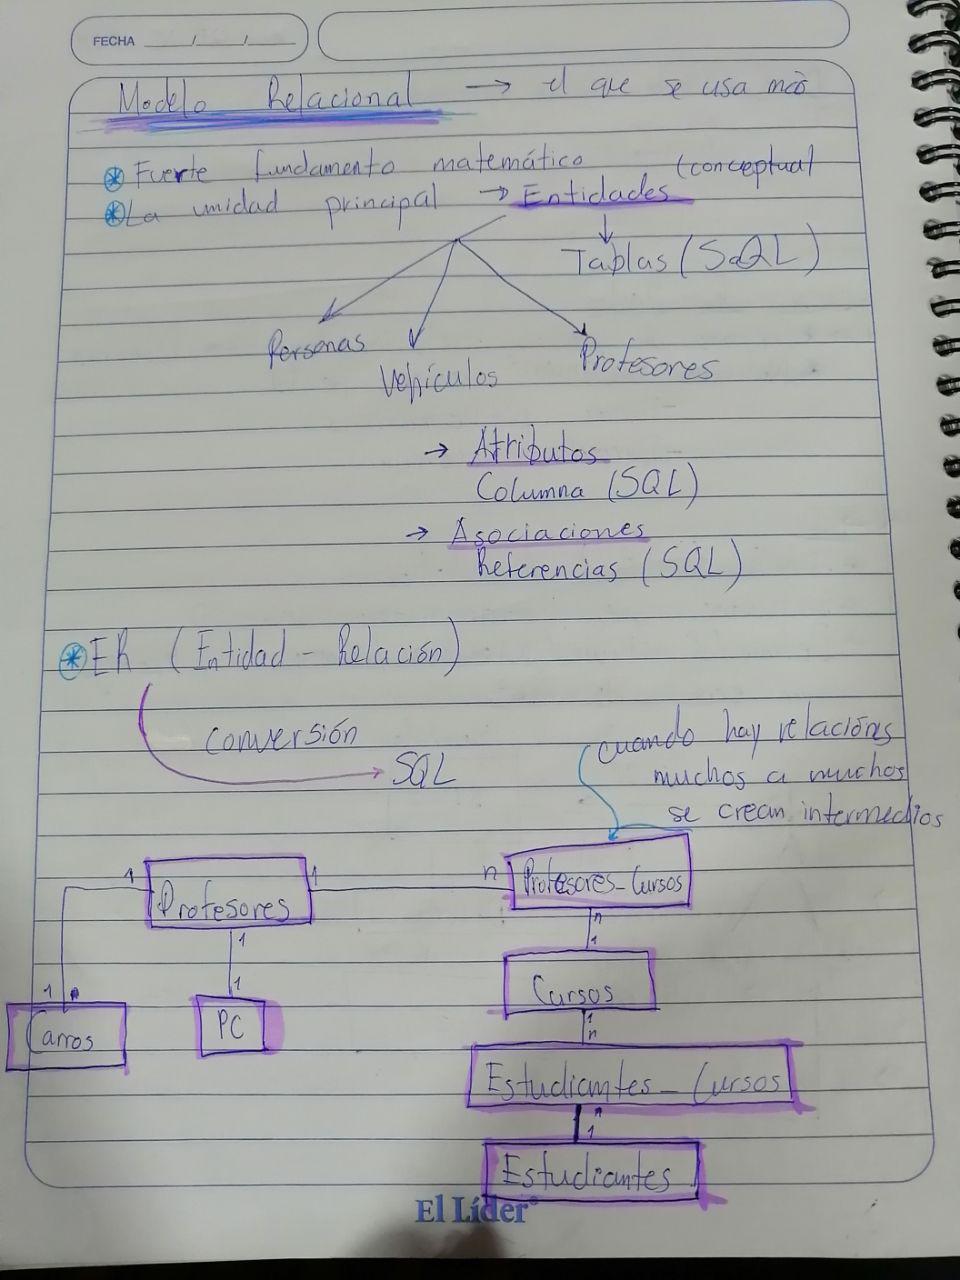 FECHA ___/___/___
Modelo Relacional → el que se usa más
* Fuerte fundamento matemático (conceptual
* La unidad principal → Entidades
Tablas (SQL)
Personas
Vehículos
Profesores
→ Atributos
Columna (SQL)
→ Asociaciones
Referencias (SQL)
* ER (Entidad - Relación)
conversión
SQL
cuando hay relaciónes
muchos a muchos
se crean intermedios
1 Profesores 1
n Profesores_Cursos
1
1
n
1
Cursos
1
n
1
Carros
PC
Estudiantes_Cursos
n
1
Estudiantes
El Líder